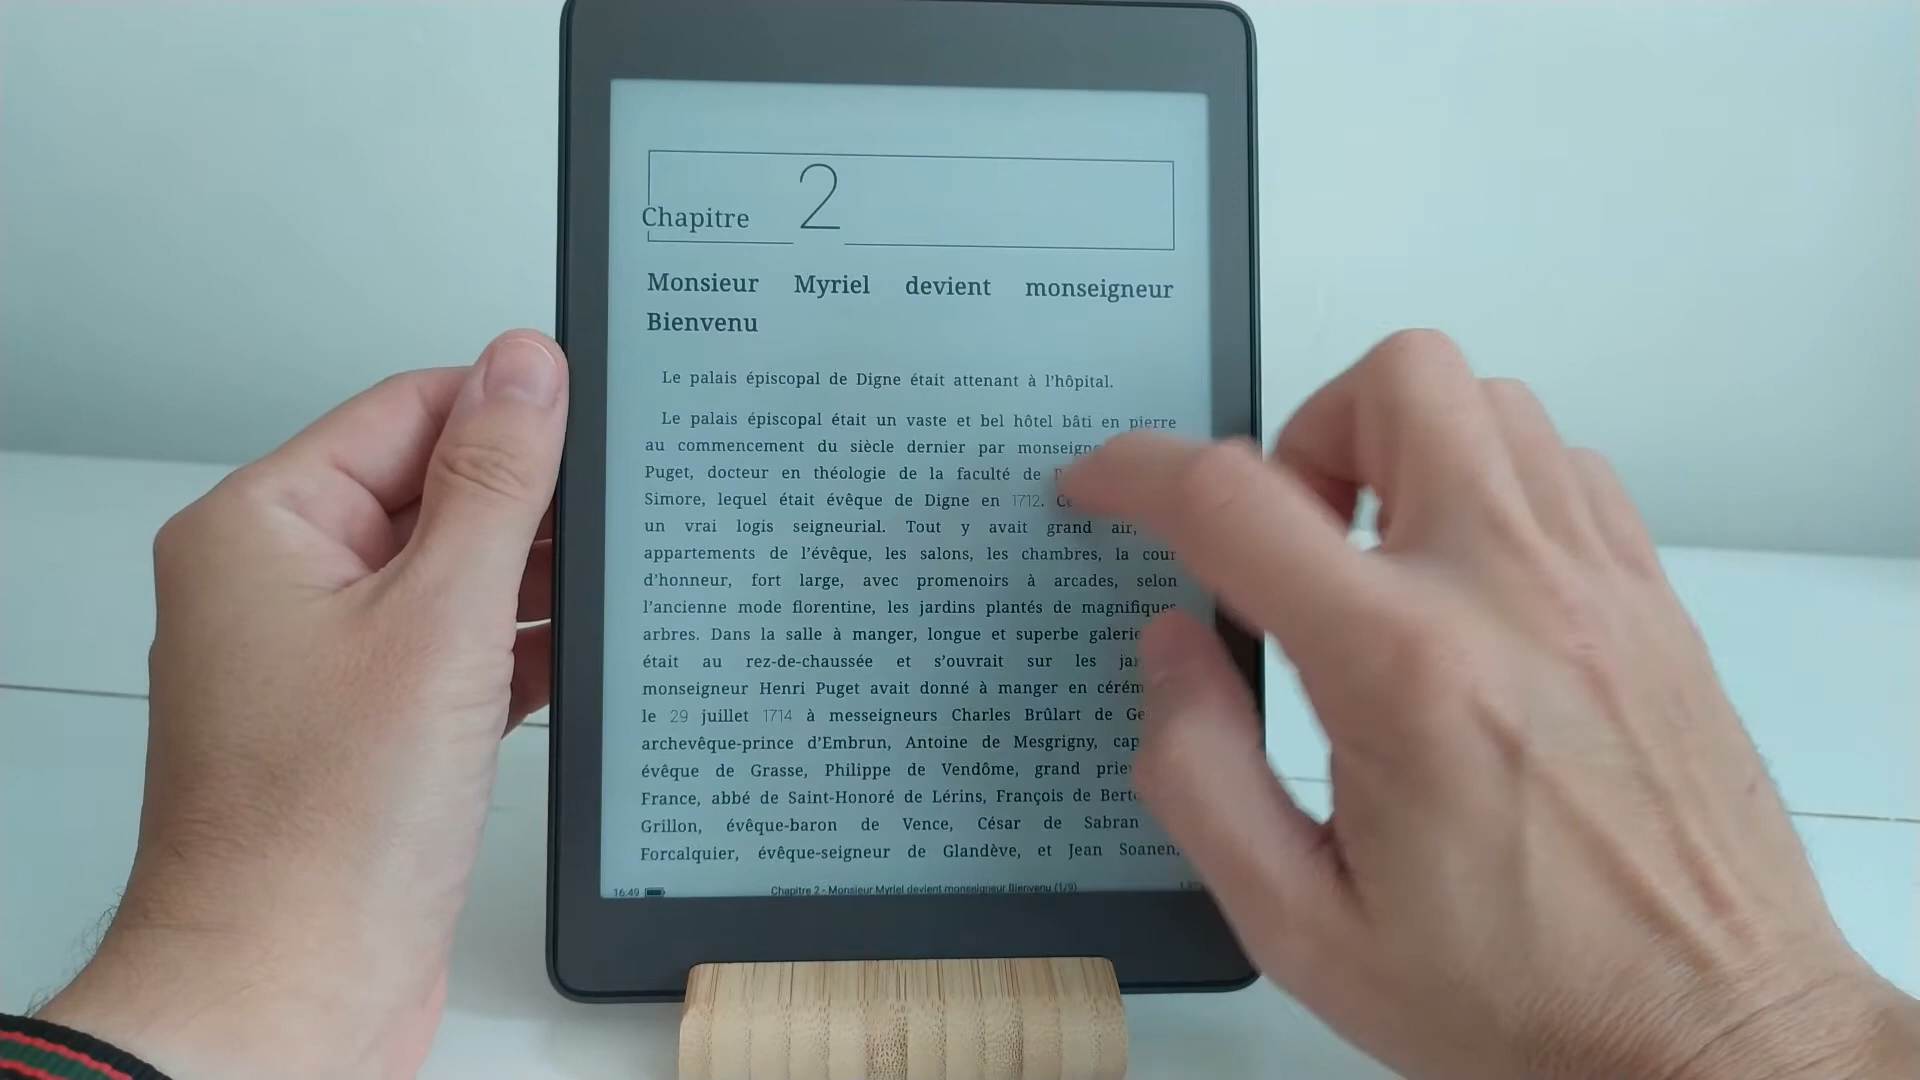 Chapitre 2
Monsieur Myriel devient monseigneur
Bienvenu
Le palais épiscopal de Digne était attenant à l’hôpital.
Le palais épiscopal était un vaste et bel hôtel bâti en pierre
au commencement du siècle dernier par
Puget, docteur en théologie de la faculté de
Simore, lequel était évêque de Digne en 1712.
un vrai logis seigneurial. Tout y avait grand air,
appartements de l’évêque, les salons, les chambres, la cour
d’honneur, fort large, avec promenoirs à arcades, selon
l’ancienne mode florentine, les jardins plantés de magnifiques
arbres. Dans la salle à manger, longue et superbe
était au rez-de-chaussée et s’ouvrait sur les
monseigneur Henri Puget avait donné à manger en
le 29 juillet 1714 à messeigneurs Charles Brûlart de
archevêque-prince d’Embrun, Antoine de Mesgrigny,
évêque de Grasse, Philippe de Vendôme, grand
France, abbé de Saint-Honoré de Lérins, François de
Grillon, évêque-baron de Vence, César de Sabran
Forcalquier, évêque-seigneur de Glandève, et Jean Soanen,
16:49 Chapitre 2 - Monsieur Myriel devient monseigneur Bienvenu (1/9)